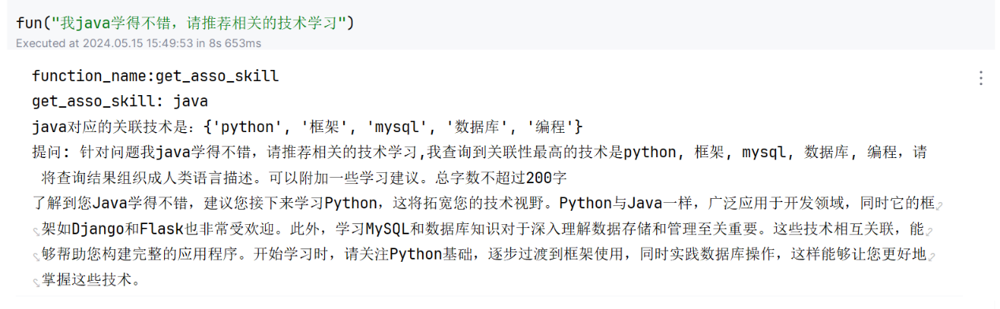 fun("我java学得不错，请推荐相关的技术学习")
Executed at 2024.05.15 15:49:53 in 8s 653ms
function_name:get_asso_skill
get_asso_skill: java
java对应的关联技术是：{'python', '框架', 'mysql', '数据库', '编程'}
提问: 针对问题我java学得不错，请推荐相关的技术学习,我查询到关联性最高的技术是python, 框架, mysql, 数据库, 编程，请
将查询结果组织成人类语言描述。可以附加一些学习建议。总字数不超过200字
了解到您Java学得不错，建议您接下来学习Python，这将拓宽您的技术视野。Python与Java一样，广泛应用于开发领域，同时它的框
架如Django和Flask也非常受欢迎。此外，学习MySQL和数据库知识对于深入理解数据存储和管理至关重要。这些技术相互关联，能
够帮助您构建完整的应用程序。开始学习时，请关注Python基础，逐步过渡到框架使用，同时实践数据库操作，这样能够让您更好地
掌握这些技术。